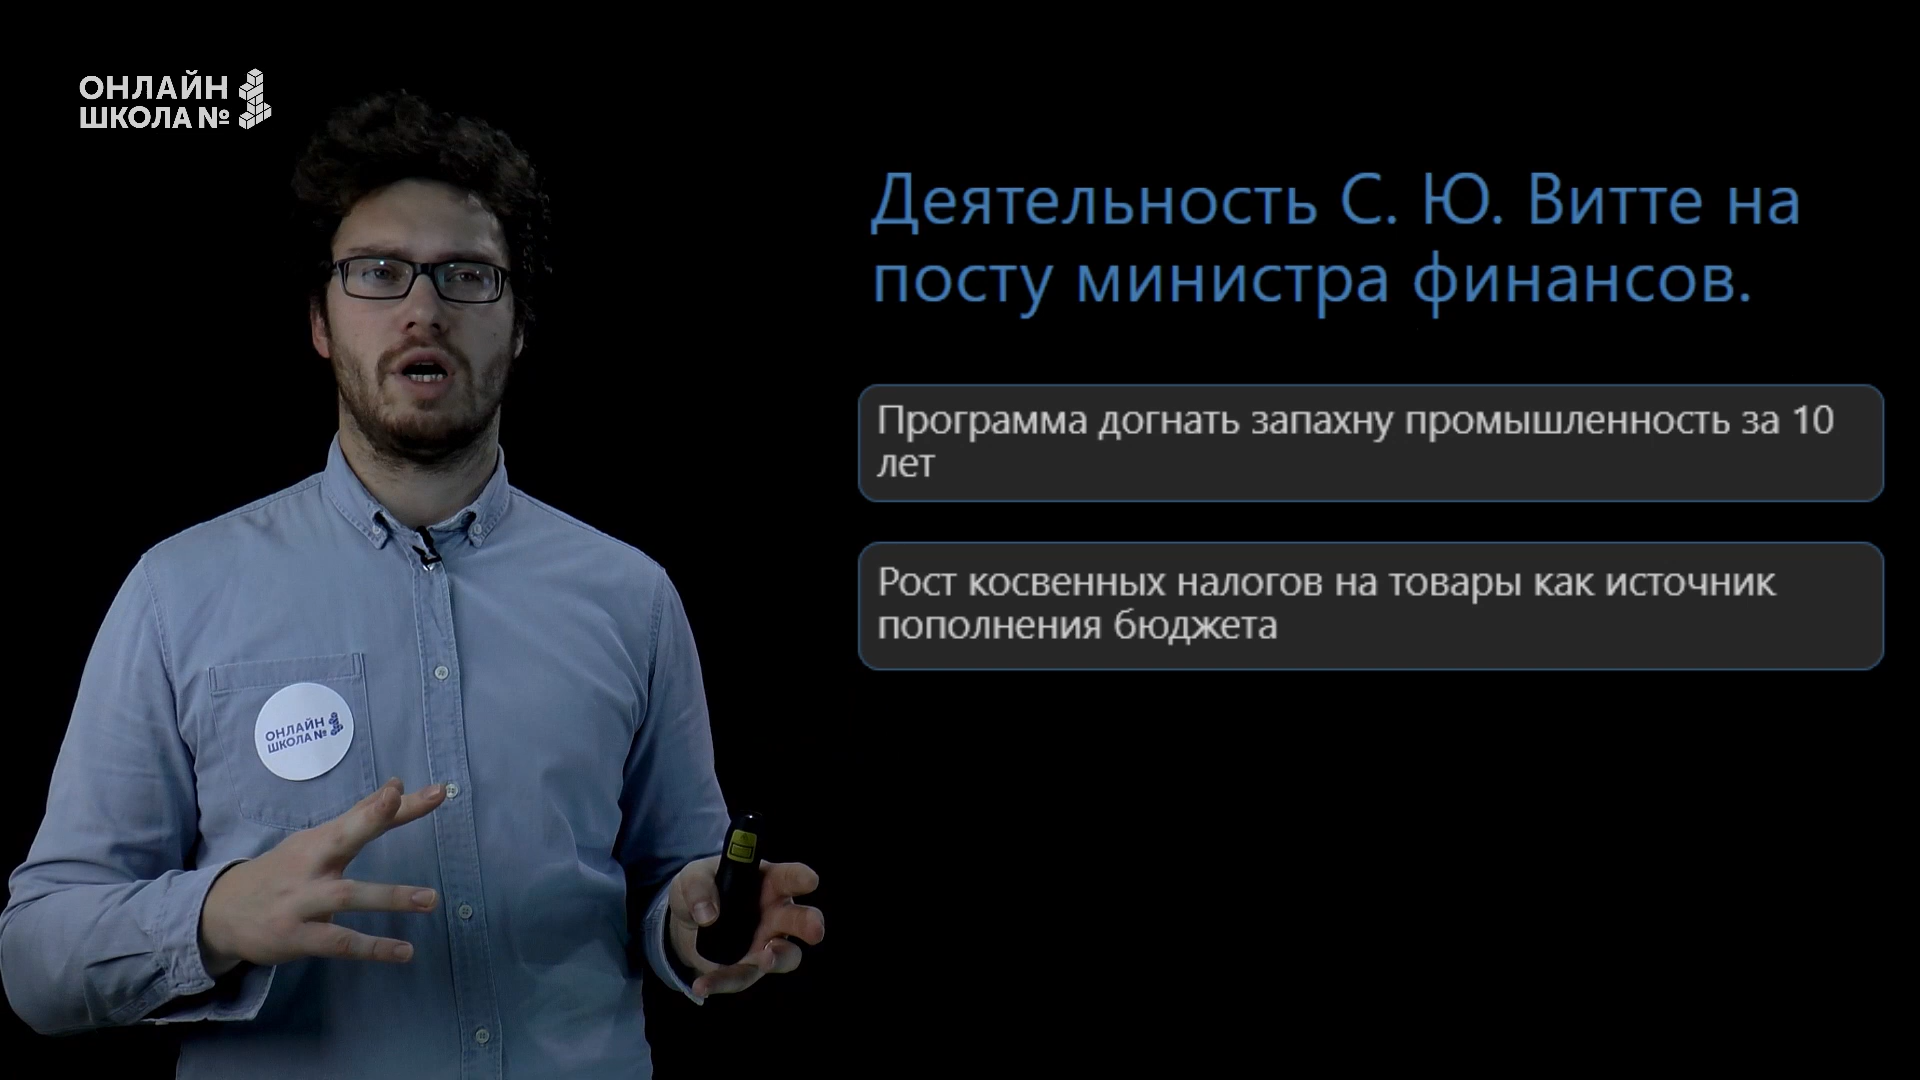 ОНЛАЙН
ШКОЛА №
Деятельность С. Ю. Витте на
посту министра финансов.
Программа догнать запахну промышленность за 10
лет
Рост косвенных налогов на товары как источник
пополнения бюджета
ОНЛАЙН
ШКОЛА №